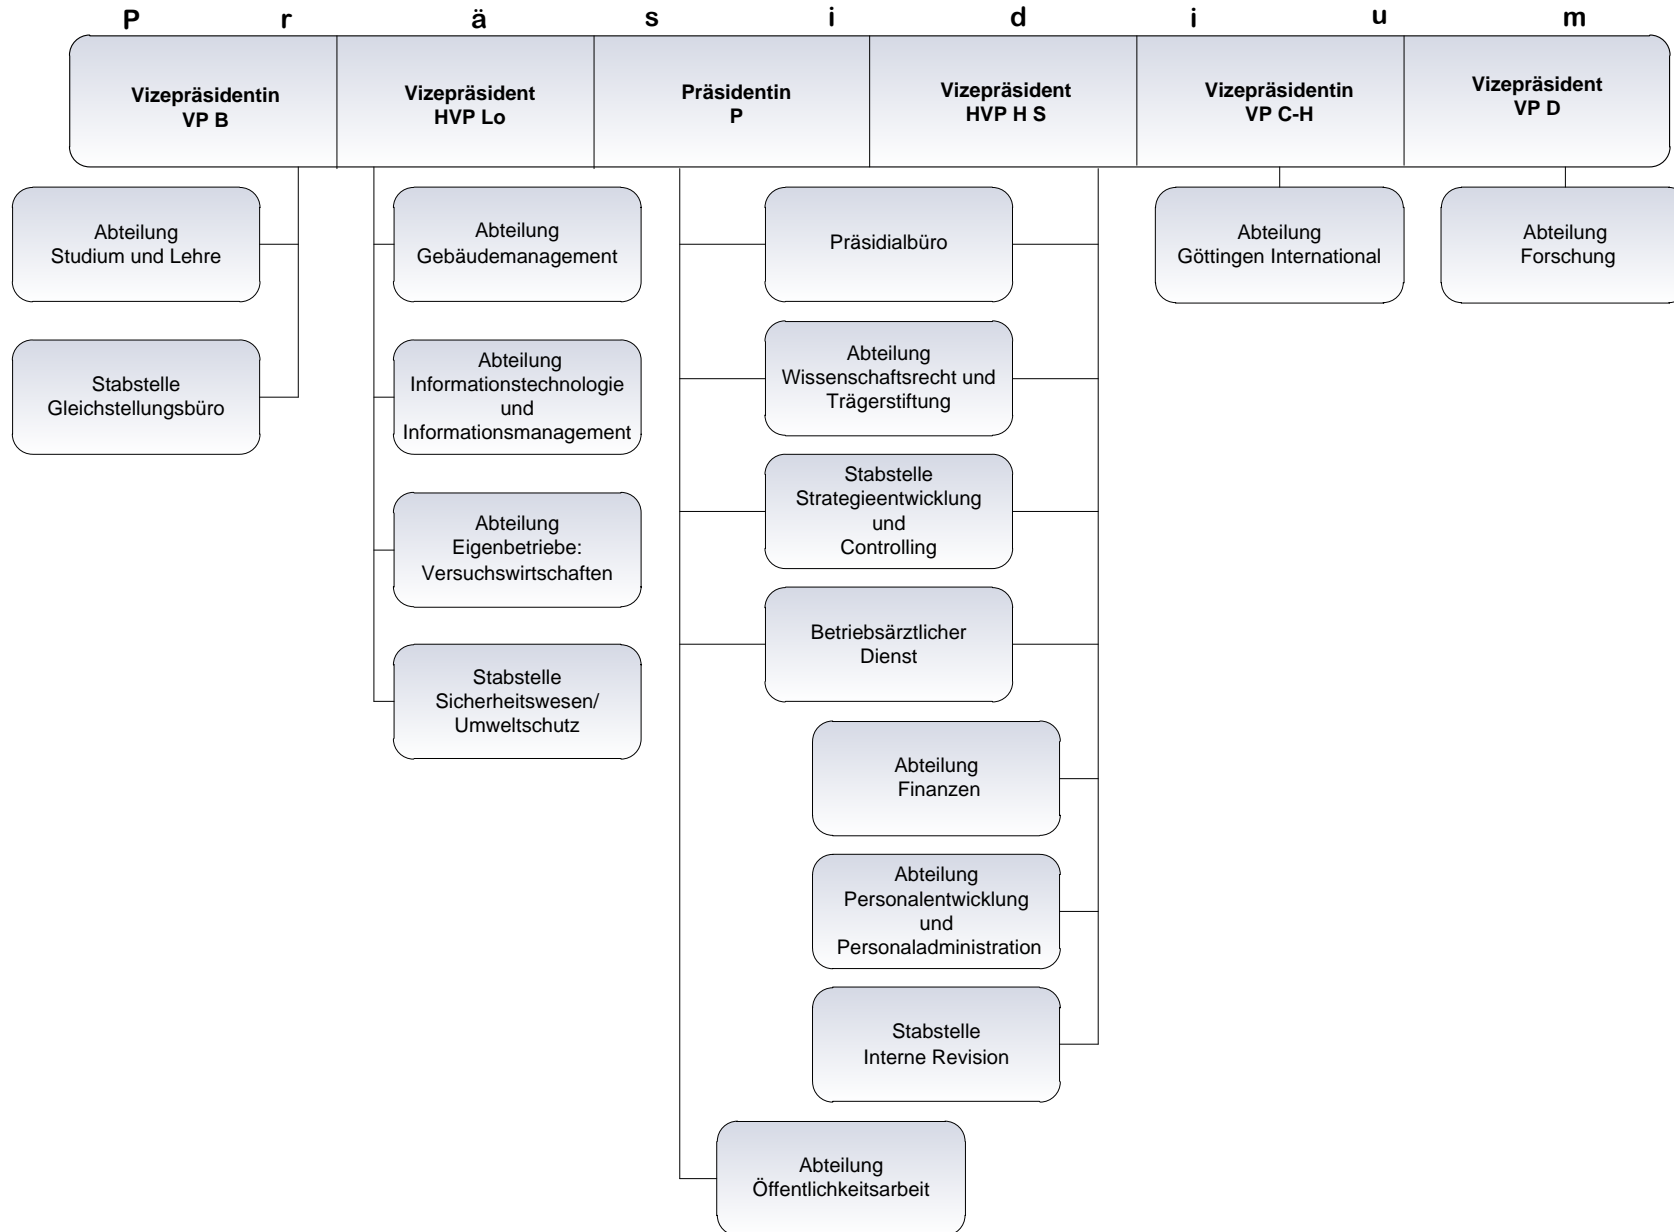 P r ä s i d i u m
Vizepräsidentin
VP B
Vizepräsident
HVP Lo
Präsidentin
P
Vizepräsident
HVP H S
Vizepräsidentin
VP C-H
Vizepräsident
VP D
Abteilung
Studium und Lehre
Stabstelle
Gleichstellungsbüro
Abteilung
Gebäudemanagement
Abteilung
Informationstechnologie
und
Informationsmanagement
Abteilung
Eigenbetriebe:
Versuchswirtschaften
Stabstelle
Sicherheitswesen/
Umweltschutz
Präsidialbüro
Abteilung
Wissenschaftsrecht und
Trägerstiftung
Stabstelle
Strategieentwicklung
und
Controlling
Betriebsärztlicher
Dienst
Abteilung
Finanzen
Abteilung
Personalentwicklung
und
Personaladministration
Stabstelle
Interne Revision
Abteilung
Öffentlichkeitsarbeit
Abteilung
Göttingen International
Abteilung
Forschung